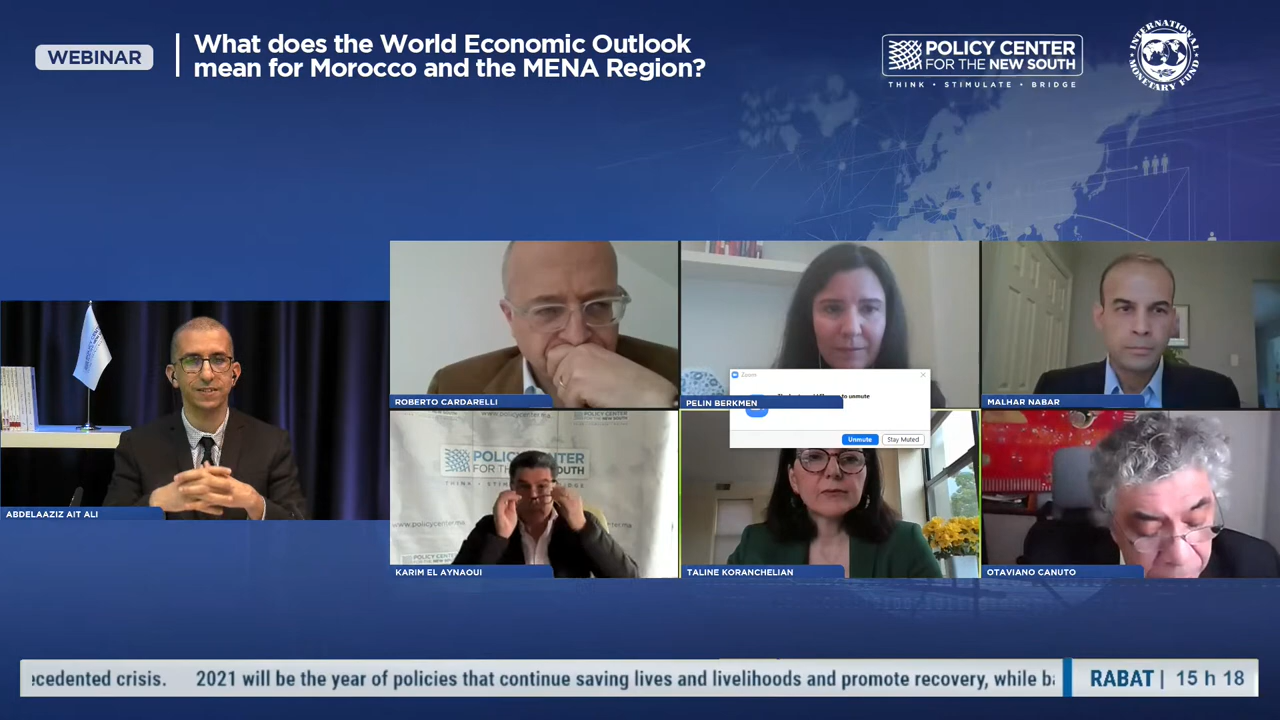 WEBINAR
What does the World Economic Outlook
mean for Morocco and the MENA Region?
POLICY CENTER
FOR THE NEW SOUTH
THINK • STIMULATE • BRIDGE
INTERNATIONAL MONETARY FUND
ABDELAAZIZ AIT ALI
ROBERTO CARDARELLI
PELIN BERKMEN
MALHAR NABAR
Zoom
to unmute
Unmute
Stay Muted
www.policycenter.ma
POLICY CENTER
FOR THE NEW SOUTH
KARIM EL AYNAOUI
TALINE KORANCHELIAN
OTAVIANO CANUTO
ecedented crisis. 2021 will be the year of policies that continue saving lives and livelihoods and promote recovery, while ba
RABAT | 15 h 18